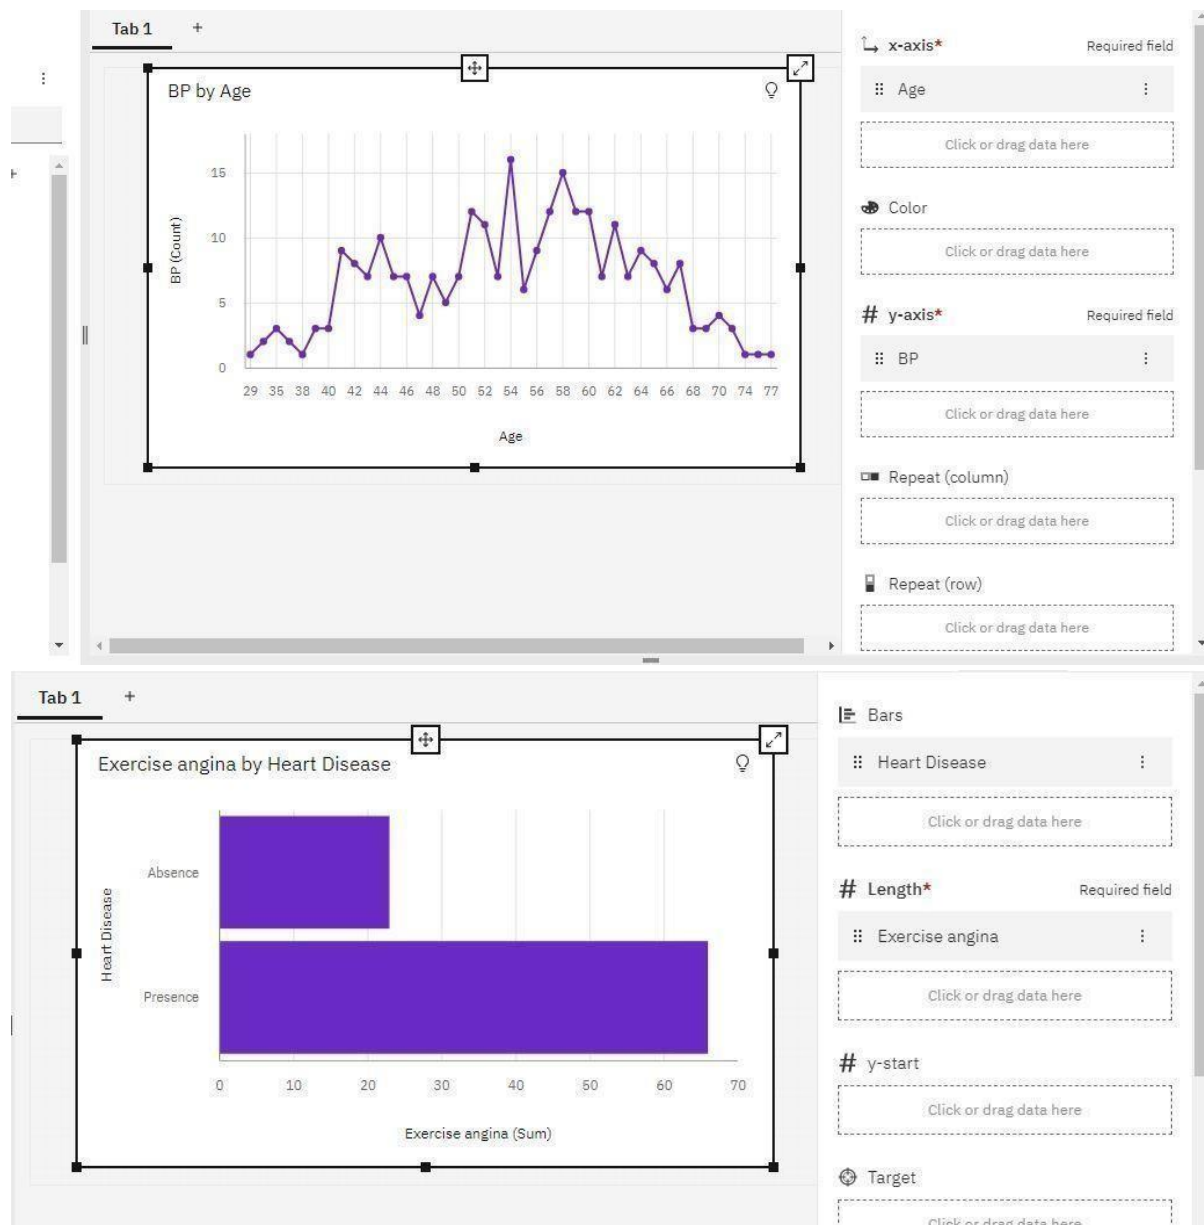 Tab 1 +
BP by Age
15
10
5
0
BP (Count)
29 35 38 40 42 44 46 48 50 52 54 56 58 60 62 64 66 68 70 74 77
Age
x-axis* Required field
Age
Click or drag data here
Color
Click or drag data here
# y-axis* Required field
BP
Click or drag data here
Repeat (column)
Click or drag data here
Repeat (row)
Click or drag data here
Tab 1 +
Exercise angina by Heart Disease
Heart Disease
Absence
Presence
0 10 20 30 40 50 60 70
Exercise angina (Sum)
Bars
Heart Disease
Click or drag data here
# Length* Required field
Exercise angina
Click or drag data here
# y-start
Click or drag data here
Target
Click or drag data here